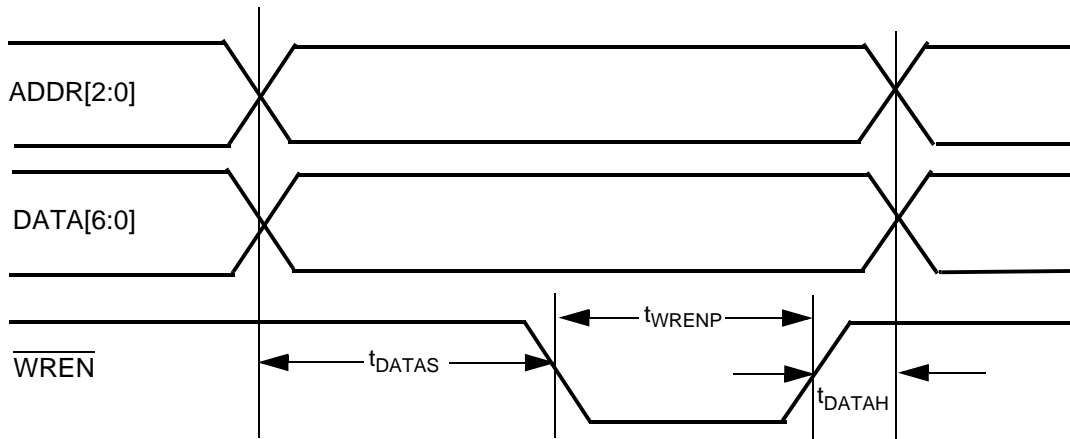 ADDR[2:0]
DATA[6:0]
tWRENP
WREN
tDATAS
tDATAH